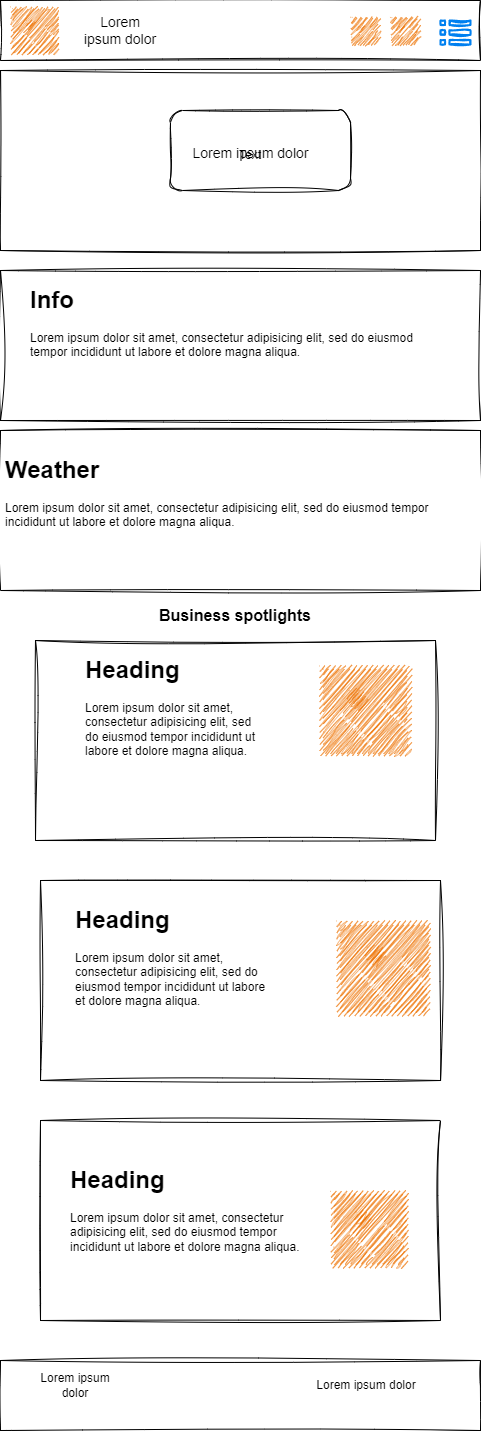 Lorem
ipsum dolor
Lorem ipsum dolor
Text
Info
Lorem ipsum dolor sit amet, consectetur adipisicing elit, sed do eiusmod
tempor incididunt ut labore et dolore magna aliqua.
Weather
Lorem ipsum dolor sit amet, consectetur adipisicing elit, sed do eiusmod tempor
incididunt ut labore et dolore magna aliqua.
Business spotlights
Heading
Lorem ipsum dolor sit amet,
consectetur adipisicing elit, sed
do eiusmod tempor incididunt ut
labore et dolore magna aliqua.
Heading
Lorem ipsum dolor sit amet,
consectetur adipisicing elit, sed do
eiusmod tempor incididunt ut labore
et dolore magna aliqua.
Heading
Lorem ipsum dolor sit amet, consectetur
adipisicing elit, sed do eiusmod tempor
incididunt ut labore et dolore magna aliqua.
Lorem ipsum
dolor
Lorem ipsum dolor